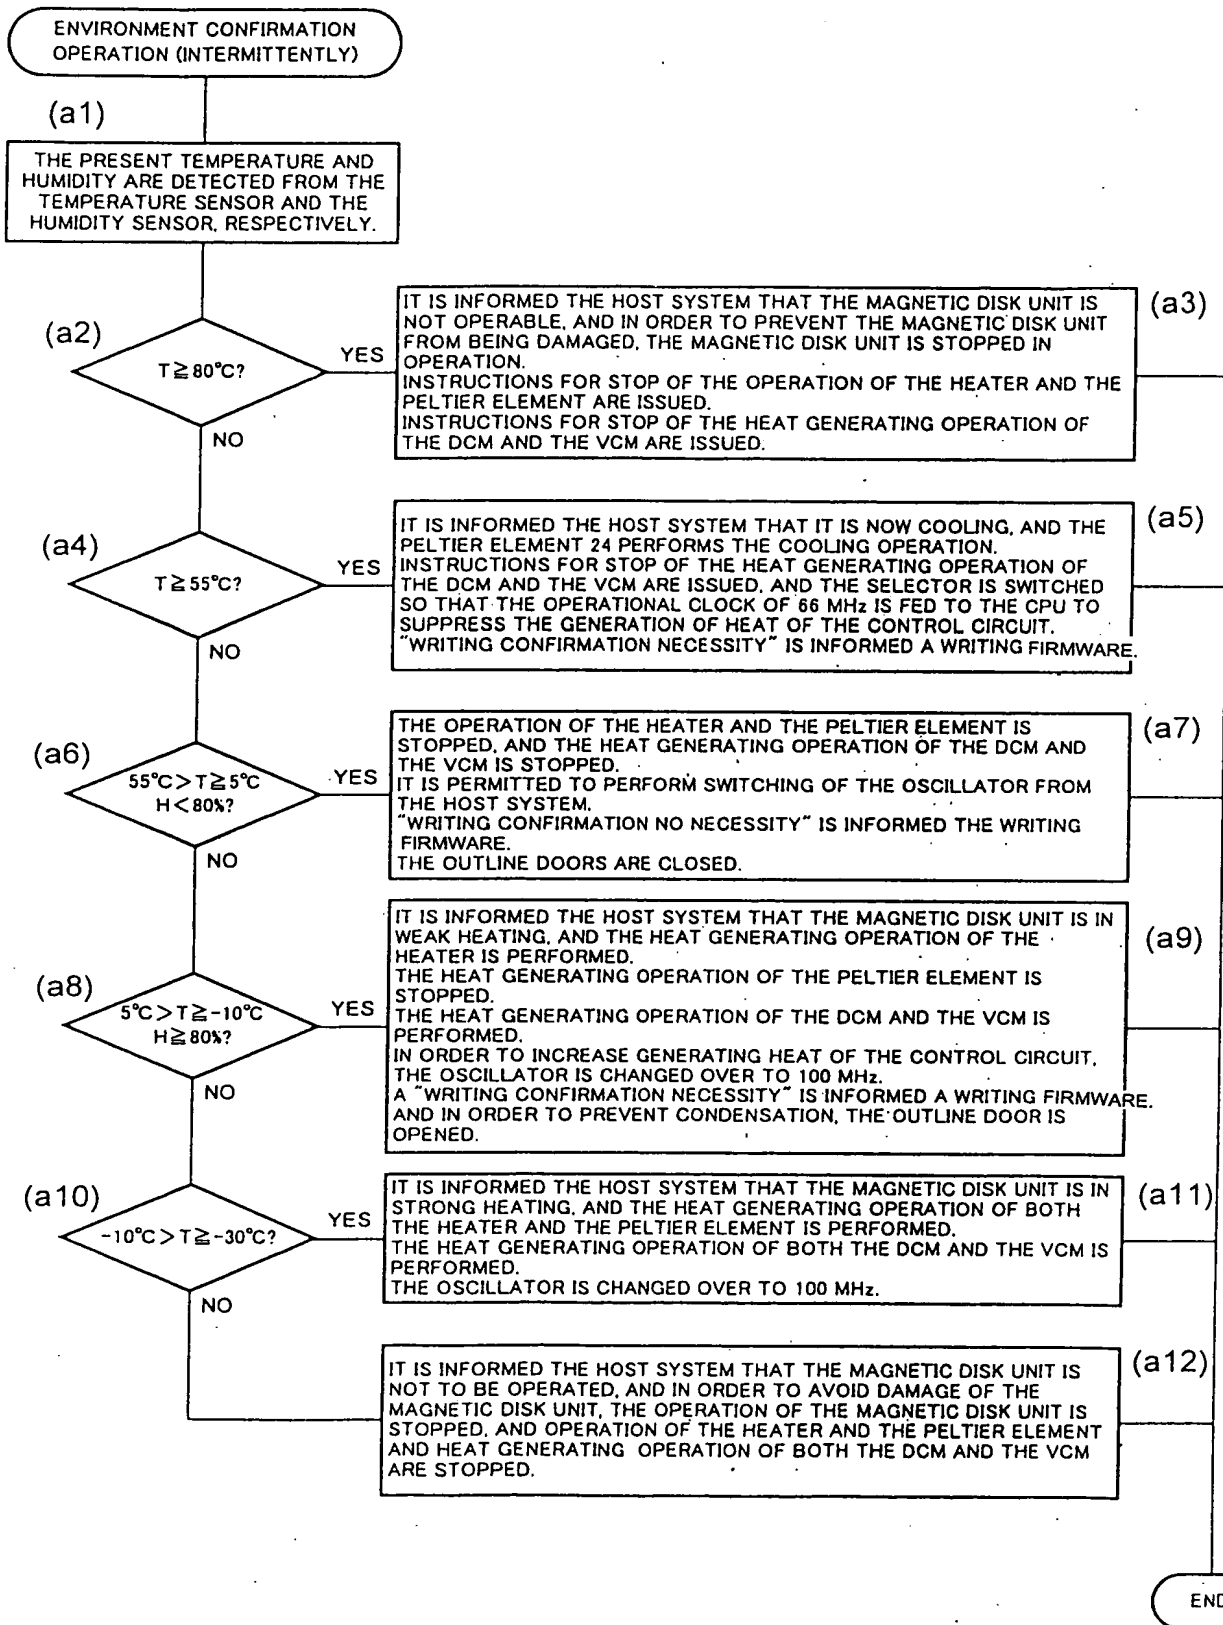 ENVIRONMENT CONFIRMATION
OPERATION (INTERMITTENTLY)
(a1)
THE PRESENT TEMPERATURE AND
HUMIDITY ARE DETECTED FROM THE
TEMPERATURE SENSOR AND THE
HUMIDITY SENSOR, RESPECTIVELY.
(a2)
T≧80°C?
YES
NO
IT IS INFORMED THE HOST SYSTEM THAT THE MAGNETIC DISK UNIT IS
NOT OPERABLE, AND IN ORDER TO PREVENT THE MAGNETIC DISK UNIT
FROM BEING DAMAGED, THE MAGNETIC DISK UNIT IS STOPPED IN
OPERATION.
INSTRUCTIONS FOR STOP OF THE OPERATION OF THE HEATER AND THE
PELTIER ELEMENT ARE ISSUED.
INSTRUCTIONS FOR STOP OF THE HEAT GENERATING OPERATION OF
THE DCM AND THE VCM ARE ISSUED.
(a3)
(a4)
T≧55°C?
YES
NO
IT IS INFORMED THE HOST SYSTEM THAT IT IS NOW COOLING, AND THE
PELTIER ELEMENT 24 PERFORMS THE COOLING OPERATION.
INSTRUCTIONS FOR STOP OF THE HEAT GENERATING OPERATION OF
THE DCM AND THE VCM ARE ISSUED, AND THE SELECTOR IS SWITCHED
SO THAT THE OPERATIONAL CLOCK OF 66 MHz IS FED TO THE CPU TO
SUPPRESS THE GENERATION OF HEAT OF THE CONTROL CIRCUIT.
"WRITING CONFIRMATION NECESSITY" IS INFORMED A WRITING FIRMWARE.
(a5)
(a6)
55°C>T≧5°C
H<80%?
YES
NO
THE OPERATION OF THE HEATER AND THE PELTIER ELEMENT IS
STOPPED, AND THE HEAT GENERATING OPERATION OF THE DCM AND
THE VCM IS STOPPED.
IT IS PERMITTED TO PERFORM SWITCHING OF THE OSCILLATOR FROM
THE HOST SYSTEM.
"WRITING CONFIRMATION NO NECESSITY" IS INFORMED THE WRITING
FIRMWARE.
THE OUTLINE DOORS ARE CLOSED.
(a7)
(a8)
5°C>T≧-10°C
H≧80%?
YES
NO
IT IS INFORMED THE HOST SYSTEM THAT THE MAGNETIC DISK UNIT IS IN
WEAK HEATING, AND THE HEAT GENERATING OPERATION OF THE
HEATER IS PERFORMED.
THE HEAT GENERATING OPERATION OF THE PELTIER ELEMENT IS
STOPPED.
THE HEAT GENERATING OPERATION OF THE DCM AND THE VCM IS
PERFORMED.
IN ORDER TO INCREASE GENERATING HEAT OF THE CONTROL CIRCUIT,
THE OSCILLATOR IS CHANGED OVER TO 100 MHz.
A "WRITING CONFIRMATION NECESSITY" IS INFORMED A WRITING FIRMWARE.
AND IN ORDER TO PREVENT CONDENSATION, THE OUTLINE DOOR IS
OPENED.
(a9)
(a10)
-10°C>T≧-30°C?
YES
NO
IT IS INFORMED THE HOST SYSTEM THAT THE MAGNETIC DISK UNIT IS IN
STRONG HEATING, AND THE HEAT GENERATING OPERATION OF BOTH
THE HEATER AND THE PELTIER ELEMENT IS PERFORMED.
THE HEAT GENERATING OPERATION OF BOTH THE DCM AND THE VCM IS
PERFORMED.
THE OSCILLATOR IS CHANGED OVER TO 100 MHz.
(a11)
IT IS INFORMED THE HOST SYSTEM THAT THE MAGNETIC DISK UNIT IS
NOT TO BE OPERATED, AND IN ORDER TO AVOID DAMAGE OF THE
MAGNETIC DISK UNIT, THE OPERATION OF THE MAGNETIC DISK UNIT IS
STOPPED, AND OPERATION OF THE HEATER AND THE PELTIER ELEMENT
AND HEAT GENERATING OPERATION OF BOTH THE DCM AND THE VCM
ARE STOPPED.
(a12)
END